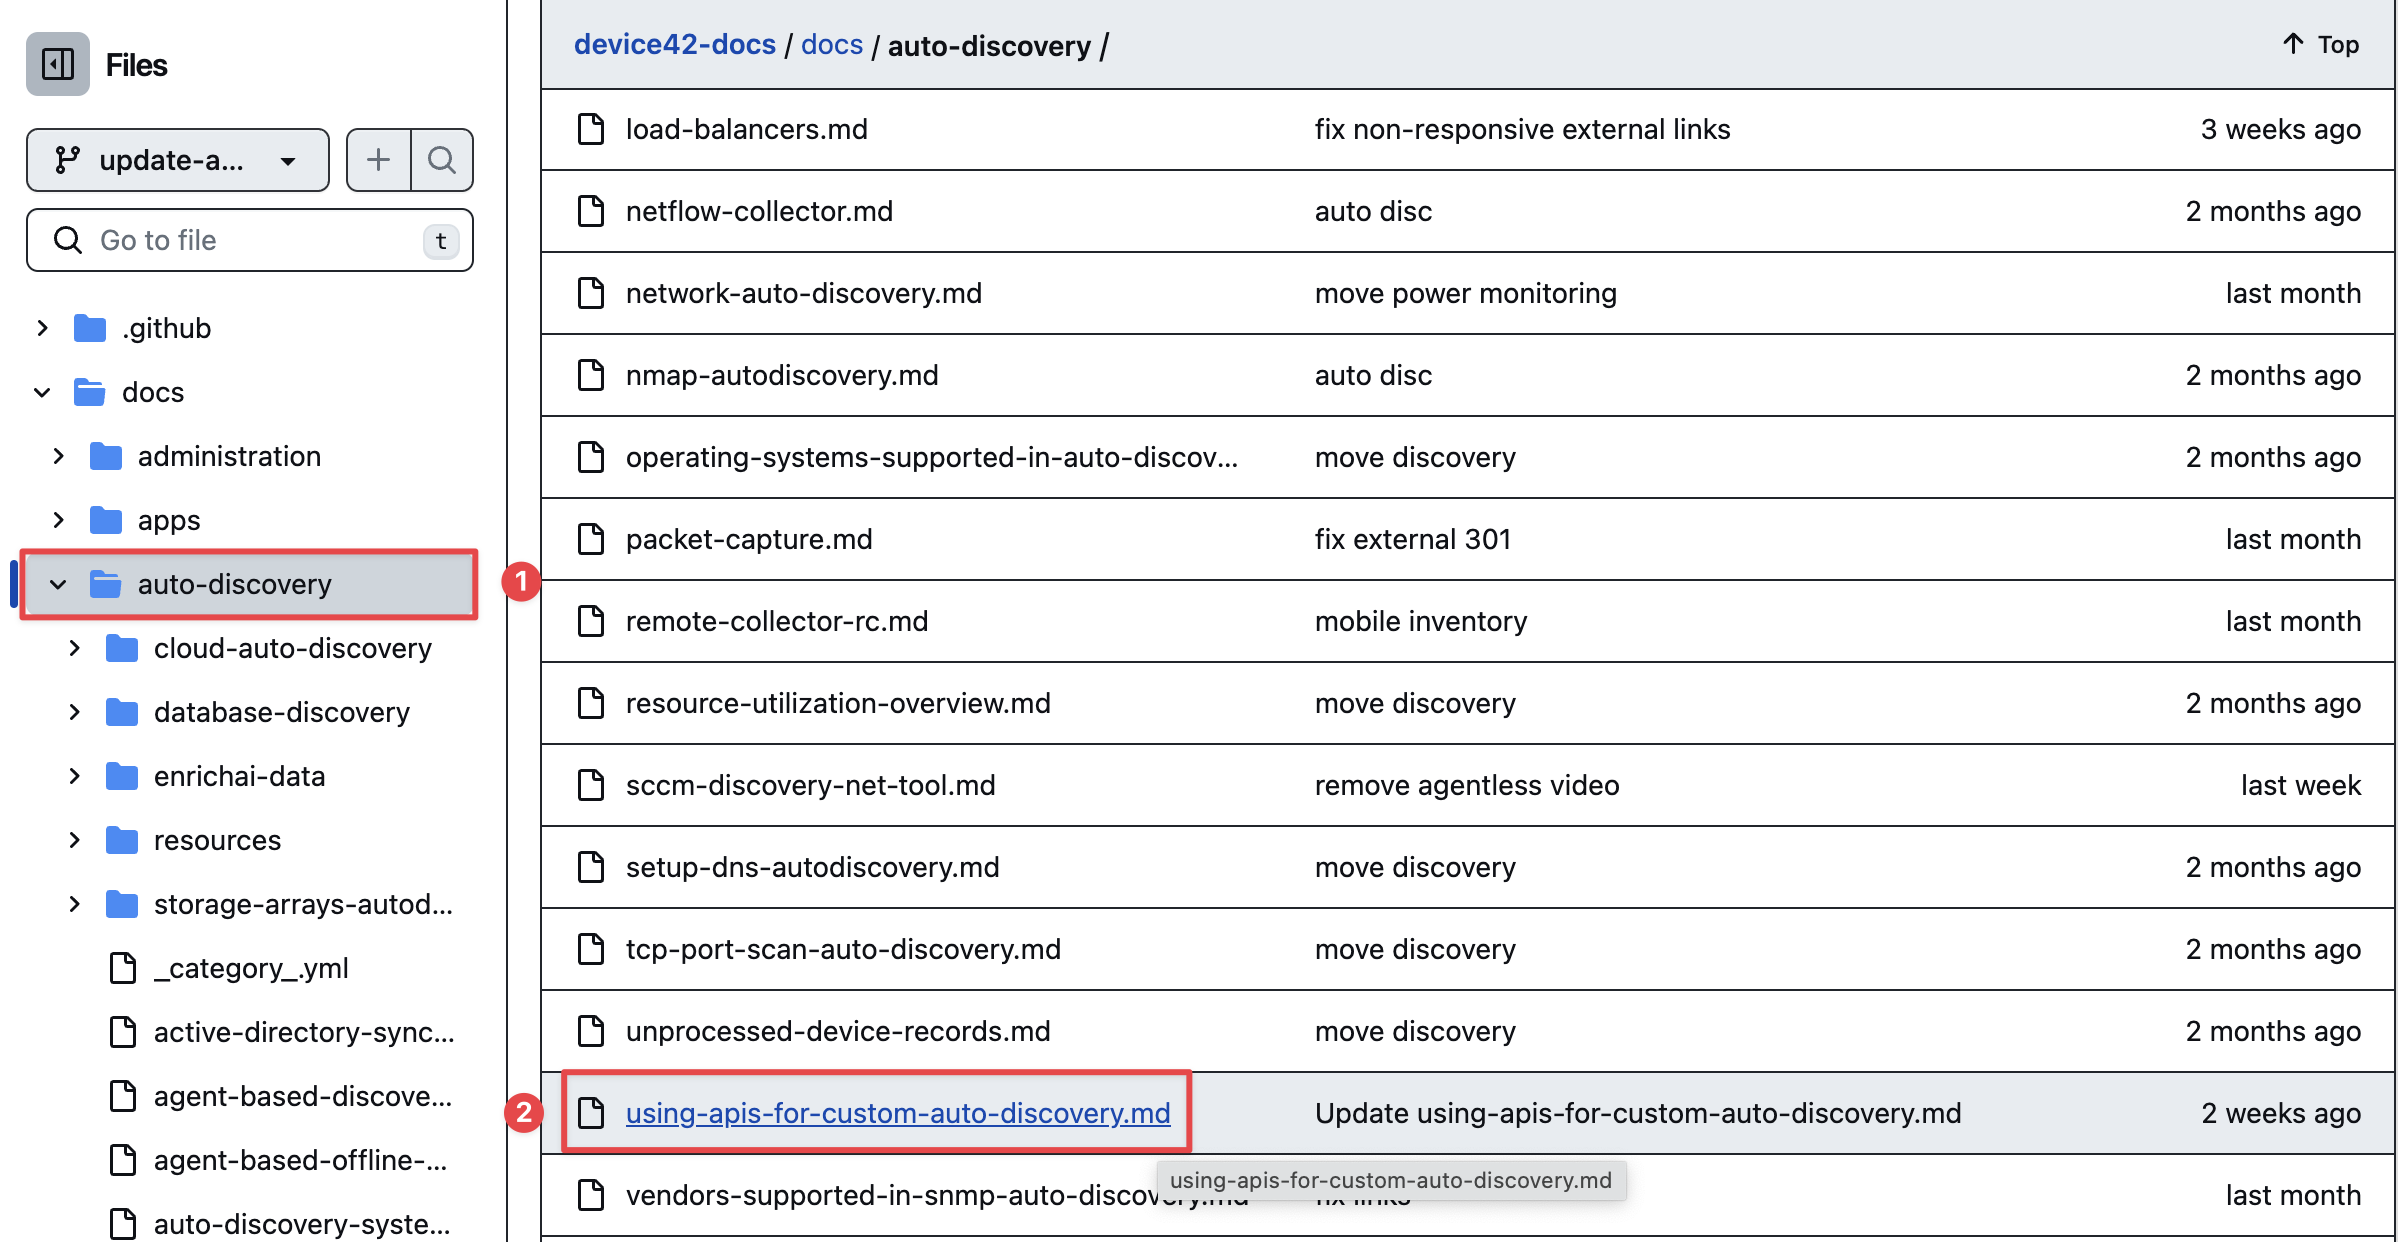 Files
update-a...
Go to file
t
.github
docs
administration
apps
auto-discovery
1
cloud-auto-discovery
database-discovery
enrichai-data
resources
storage-arrays-autod...
_category_.yml
active-directory-sync...
agent-based-discove...
agent-based-offline-...
auto-discovery-syste...
device42-docs / docs / auto-discovery /
Top
load-balancers.md fix non-responsive external links 3 weeks ago
netflow-collector.md auto disc 2 months ago
network-auto-discovery.md move power monitoring last month
nmap-autodiscovery.md auto disc 2 months ago
operating-systems-supported-in-auto-discov... move discovery 2 months ago
packet-capture.md fix external 301 last month
remote-collector-rc.md mobile inventory last month
resource-utilization-overview.md move discovery 2 months ago
sccm-discovery-net-tool.md remove agentless video last week
setup-dns-autodiscovery.md move discovery 2 months ago
tcp-port-scan-auto-discovery.md move discovery 2 months ago
unprocessed-device-records.md move discovery 2 months ago
2
using-apis-for-custom-auto-discovery.md Update using-apis-for-custom-auto-discovery.md 2 weeks ago
using-apis-for-custom-auto-discovery.md
vendors-supported-in-snmp-auto-discovery.md fix links last month